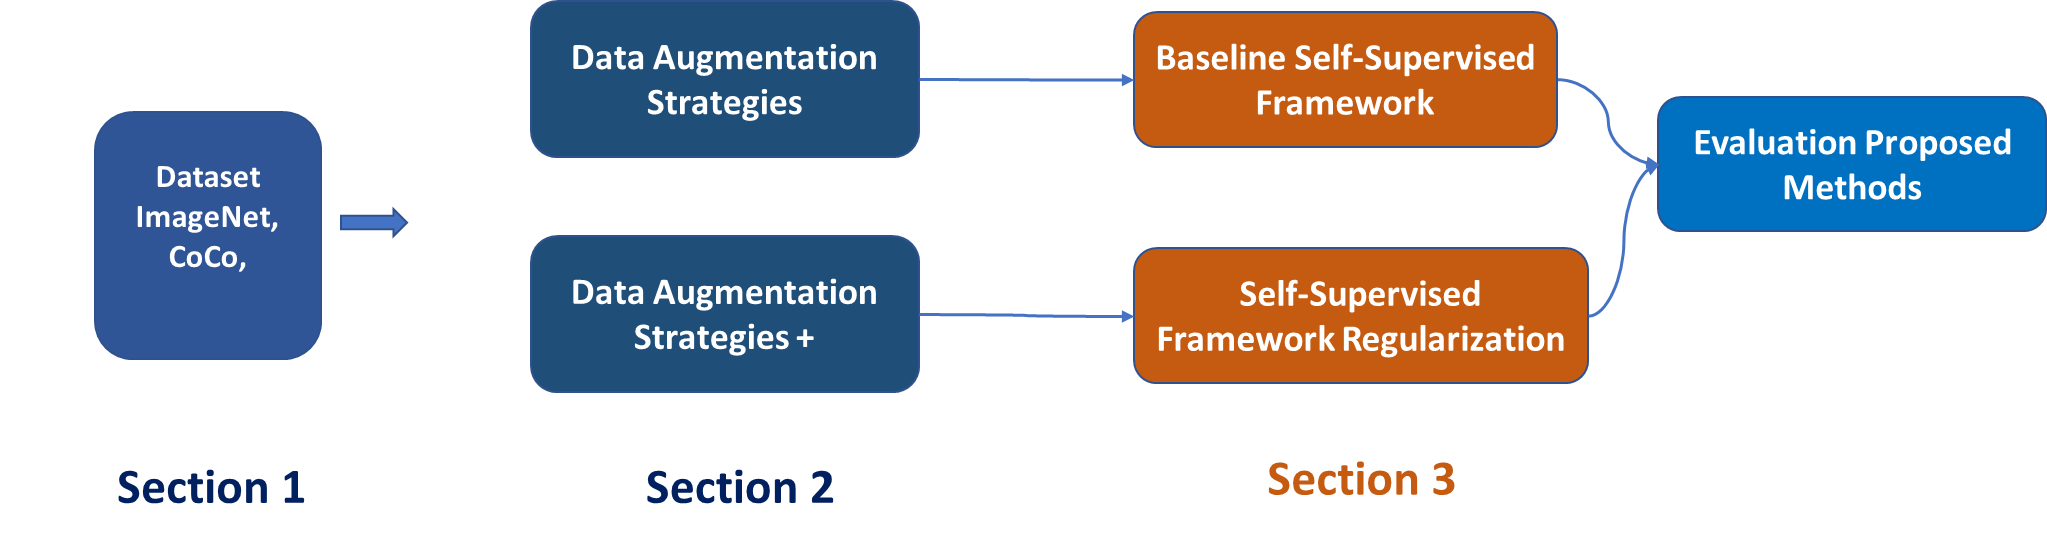 Dataset
ImageNet,
CoCo,
Data Augmentation
Strategies
Data Augmentation
Strategies +
Baseline Self-Supervised
Framework
Self-Supervised
Framework Regularization
Evaluation Proposed
Methods
Section 1
Section 2
Section 3